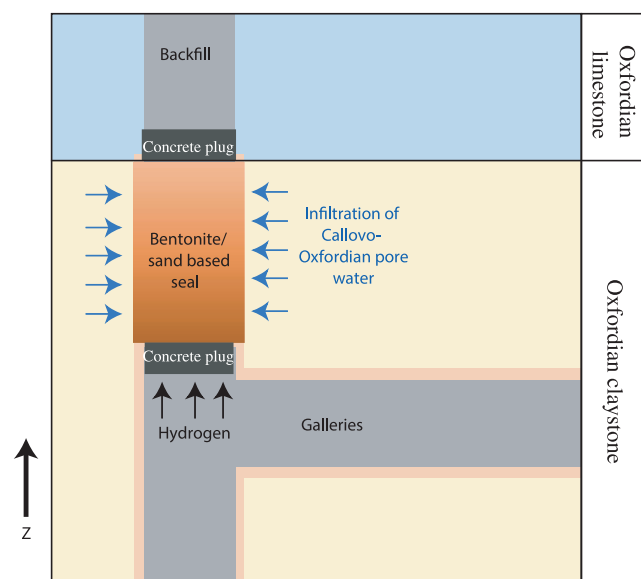 Backfill
Concrete plug
Oxfordian
limestone
Infiltration of
Callovo-
Oxfordian pore
water
Bentonite/
sand based
seal
Concrete plug
Hydrogen
Galleries
Oxfordian claystone
Z